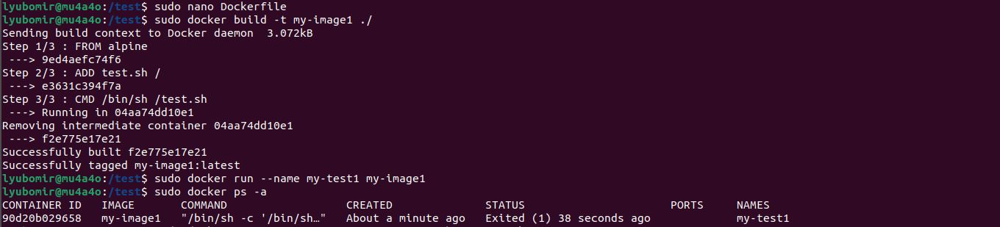 lyubomir@mu4a4o:/test$ sudo nano Dockerfile
lyubomir@mu4a4o:/test$ sudo docker build -t my-image1 ./
Sending build context to Docker daemon  3.072kB
Step 1/3 : FROM alpine
 ---> 9ed4aefc74f6
Step 2/3 : ADD test.sh /
 ---> e3631c394f7a
Step 3/3 : CMD /bin/sh /test.sh
 ---> Running in 04aa74dd10e1
Removing intermediate container 04aa74dd10e1
 ---> f2e775e17e21
Successfully built f2e775e17e21
Successfully tagged my-image1:latest
lyubomir@mu4a4o:/test$ sudo docker run --name my-test1 my-image1
lyubomir@mu4a4o:/test$ sudo docker ps -a
CONTAINER ID   IMAGE       COMMAND                  CREATED              STATUS                      PORTS     NAMES
90d20b029658   my-image1   "/bin/sh -c '/bin/sh…"   About a minute ago   Exited (1) 38 seconds ago             my-test1